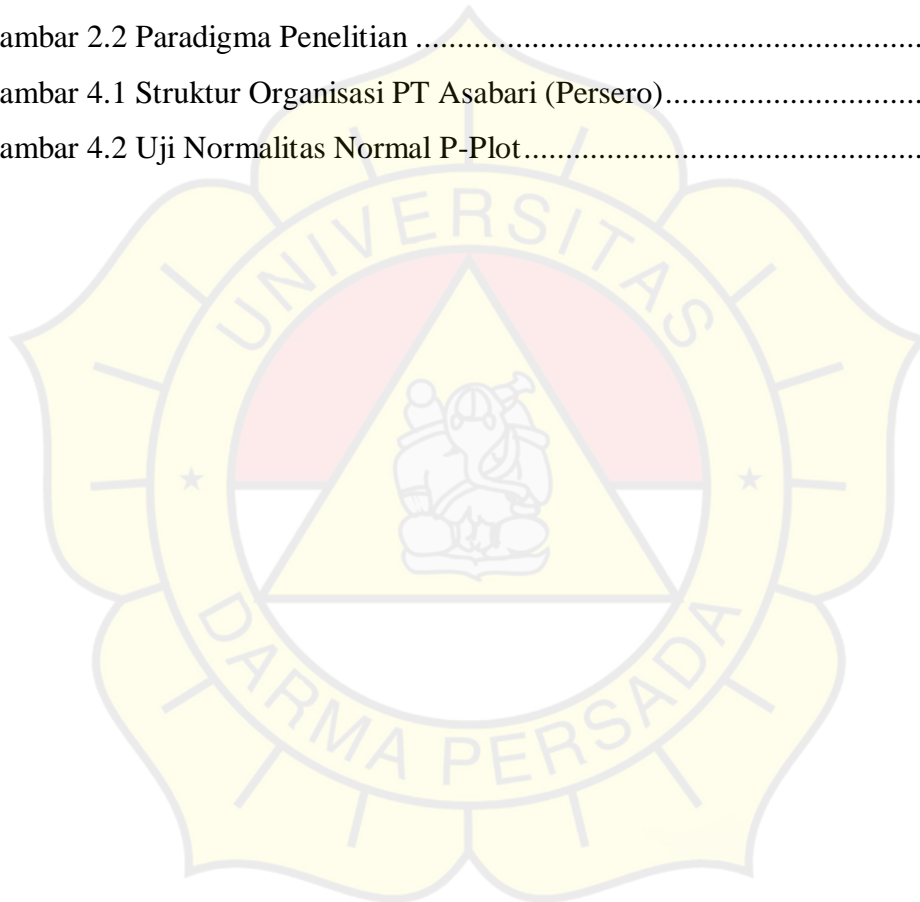 ambar 2.2 Paradigma Penelitian ................................................................
ambar 4.1 Struktur Organisasi PT Asabari (Persero)................................
ambar 4.2 Uji Normalitas Normal P-Plot..................................................
UNIVERSITAS
DARMA PERSADA